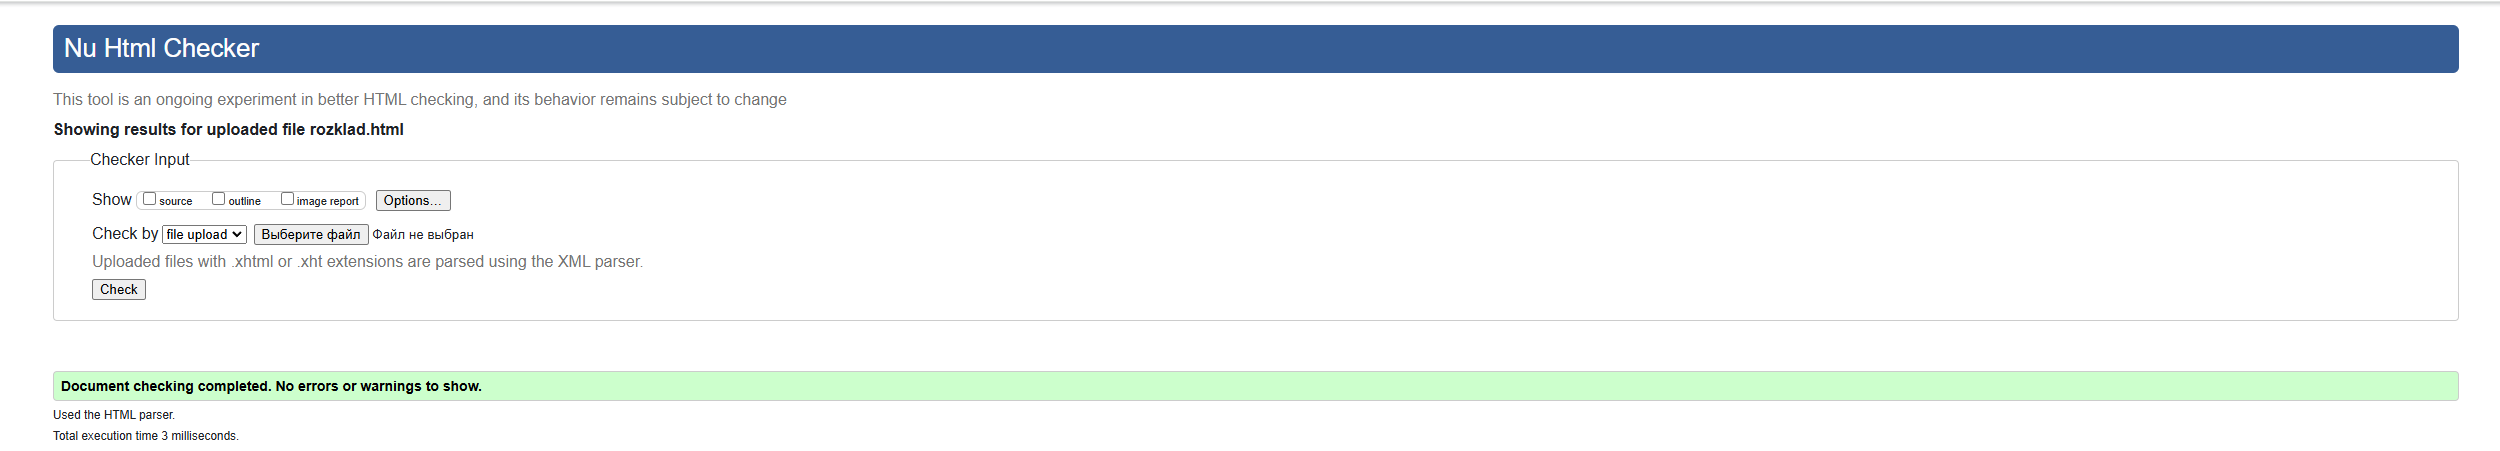 Nu Html Checker
This tool is an ongoing experiment in better HTML checking, and its behavior remains subject to change
Showing results for uploaded file rozklad.html
Checker Input
Show source outline image report Options...
Check by file upload Выберите файл Файл не выбран
Uploaded files with .xhtml or .xht extensions are parsed using the XML parser.
Check
Document checking completed. No errors or warnings to show.
Used the HTML parser.
Total execution time 3 milliseconds.